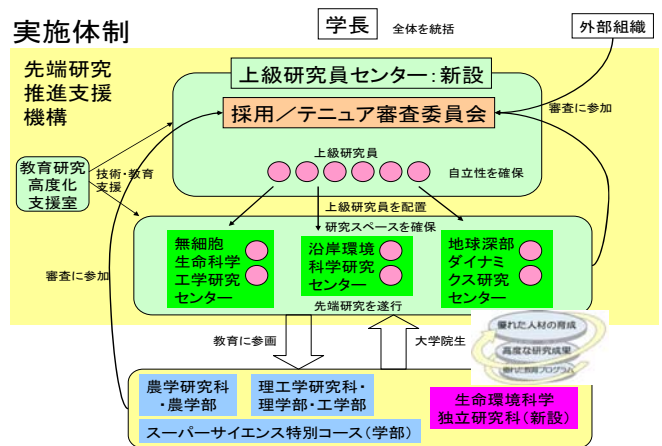 実施体制
学長
全体を統括
外部組織
先端研究
推進支援
機構
上級研究員センター:新設
採用/テニュア審査委員会
審査に参加
上級研究員
自立性を確保
教育研究
高度化
支援室
技術・教育
支援
上級研究員を配置
研究スペースを確保
無細胞
生命科学
工学研究
センター
沿岸環境
科学研究
センター
地球深部
ダイナミ
クス研究
センター
審査に参加
先端研究を遂行
教育に参画
大学院生
優れた人材の育成
高度な研究成果
優れた教育プログラム
農学研究科
・農学部
理工学研究科・
理学部・工学部
生命環境科学
独立研究科(新設)
スーパーサイエンス特別コース(学部)